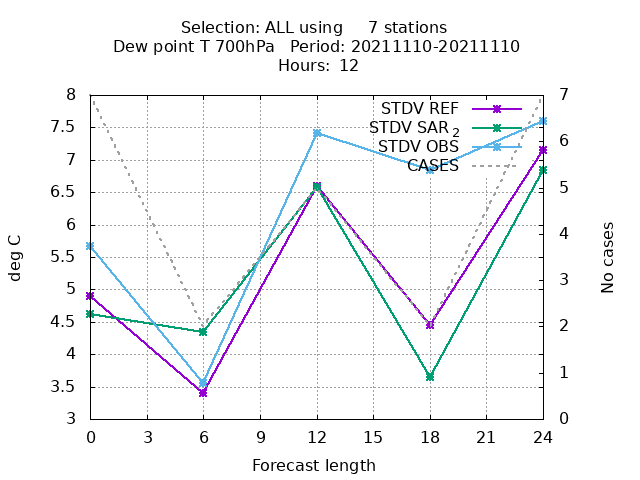 Selection: ALL using     7 stations
Dew point T 700hPa   Period: 20211110-20211110
Hours: 12
8
7.5
7
6.5
6
5.5
5
4.5
4
3.5
3
deg C
STDV REF
STDV SAR2
STDV OBS
CASES
7
6
5
4
3
2
1
0
No cases
0 3 6 9 12 15 18 21 24
Forecast length